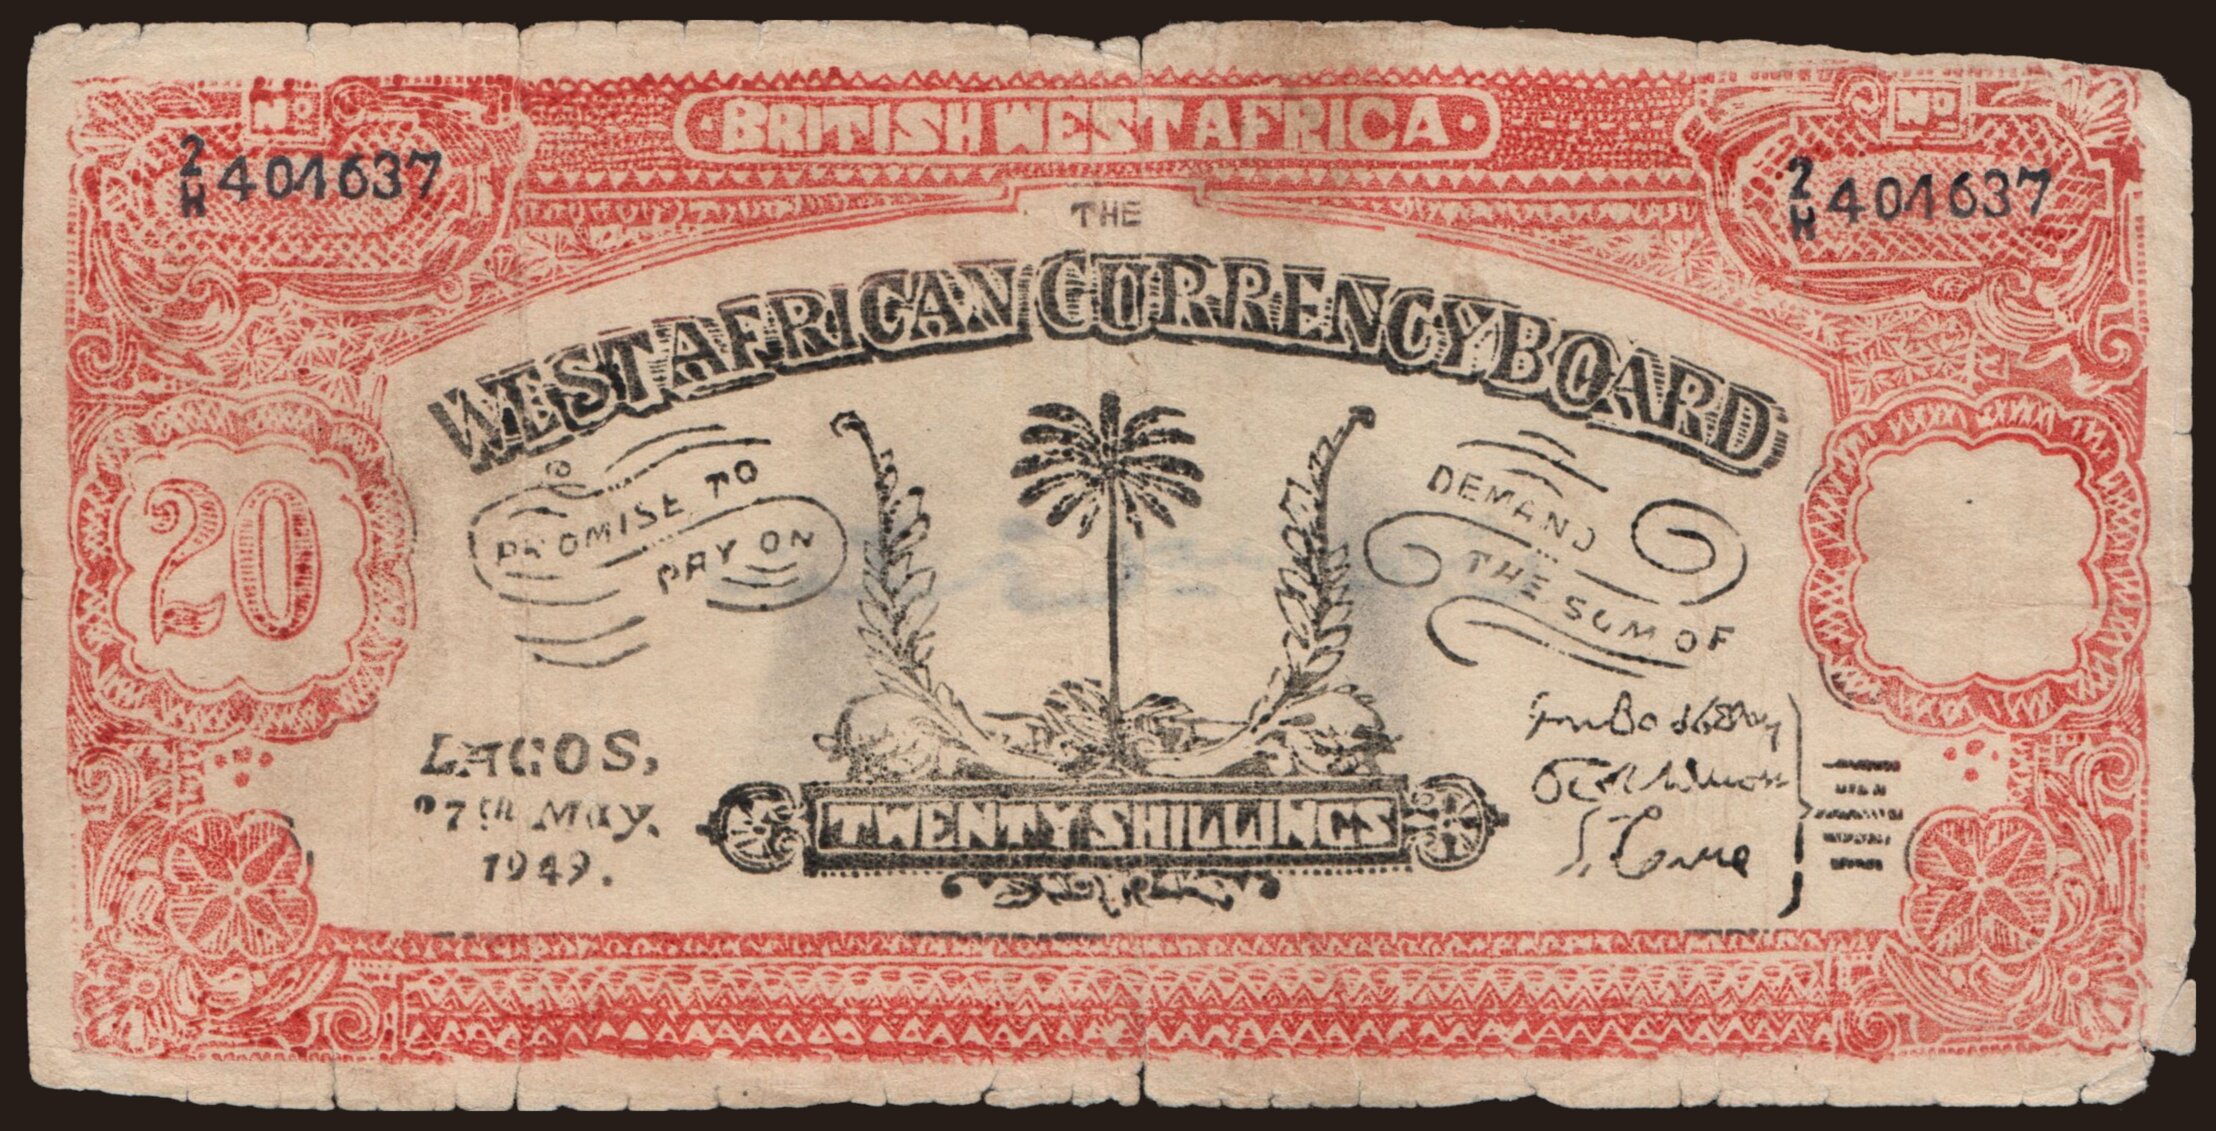 No
No
BRITISH WEST AFRICA
2/H 401637
2/H 401637
THE
WEST AFRICAN CURRENCY BOARD
PROMISE TO
PAY ON
DEMAND
THE SUM OF
20
LAGOS,
7th May.
1949.
TWENTY SHILLINGS